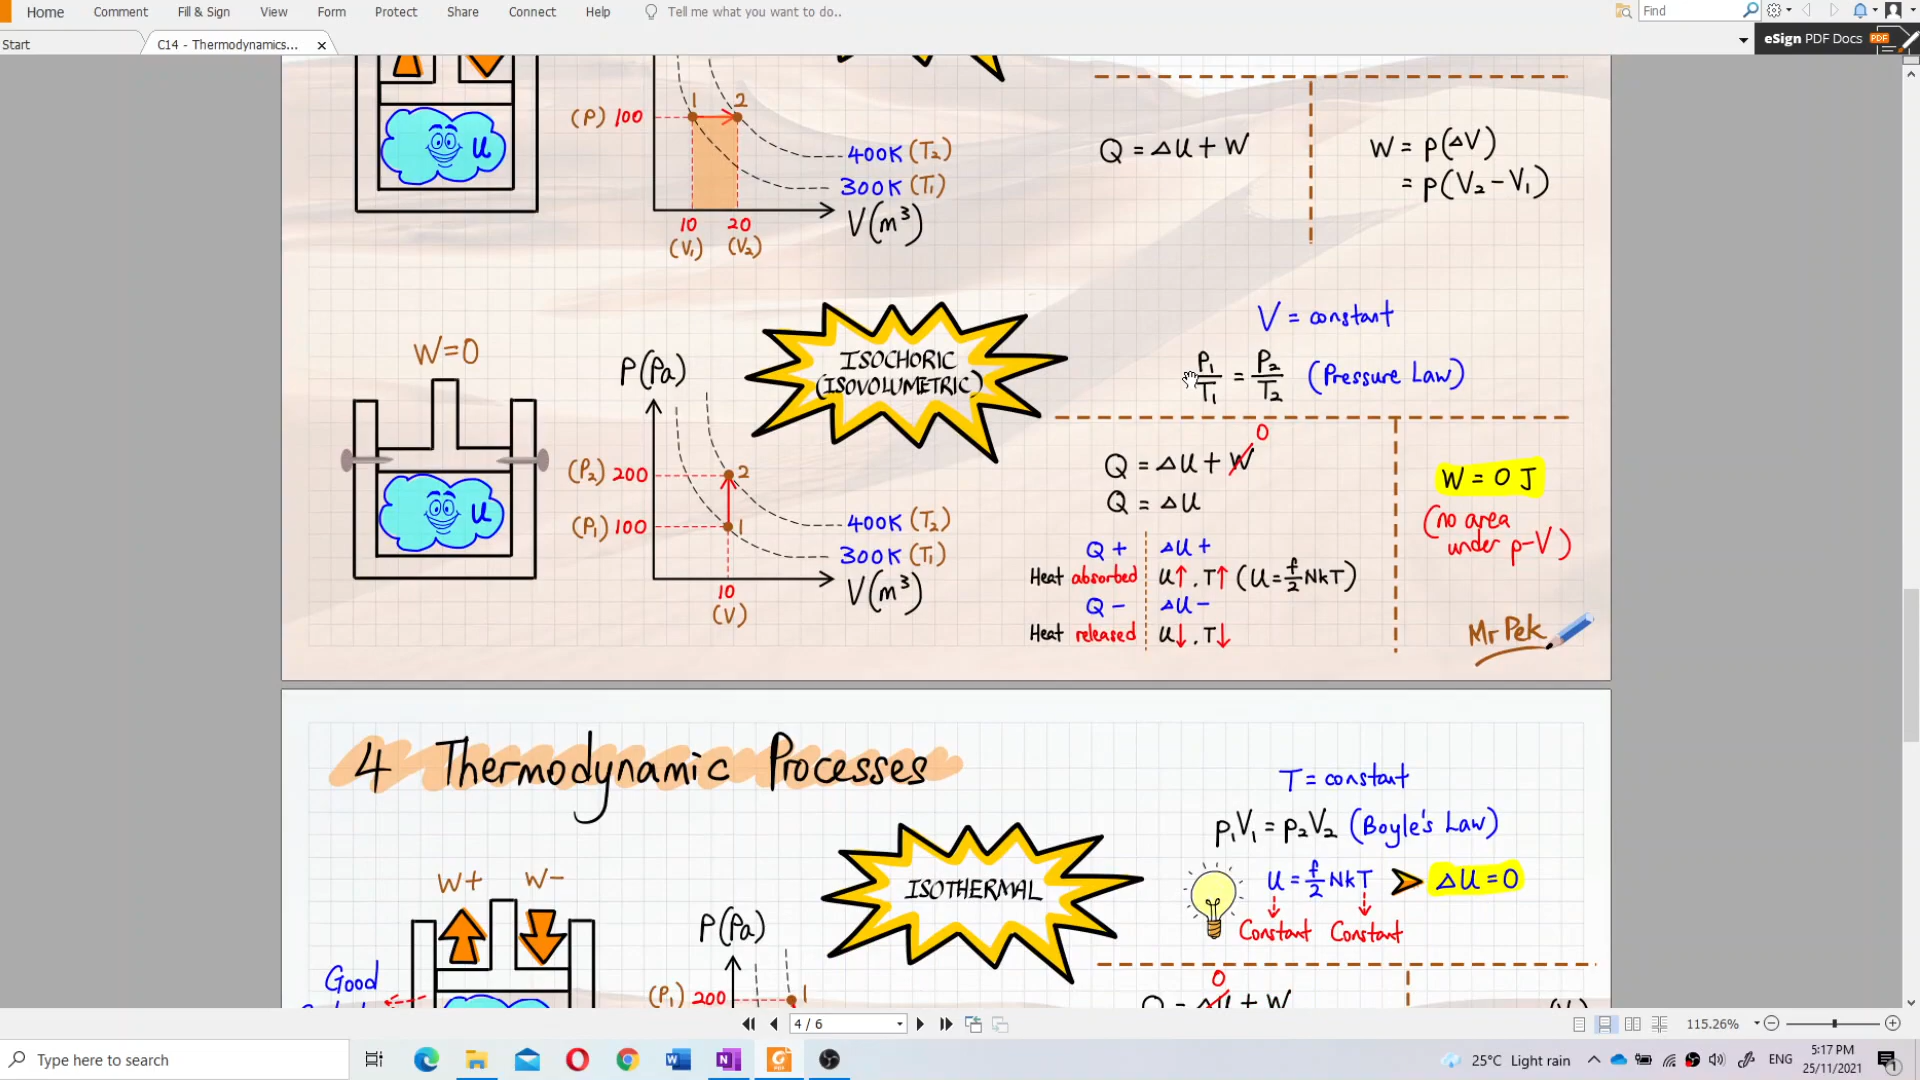 Home Comment Fill & Sign View Form Protect Share Connect Help Tell me what you want to do.. Find
Start C14 - Thermodynamics... × eSign PDF Docs PDF
U
(P) 100
1 2
400K (T₂)
300K (T₁)
V(m³)
10 20
(V₁) (V₂)
Q = ΔU + W
W = p(ΔV)
= p(V₂ - V₁)
W=0
U
P(Pa)
(P₂) 200
(P₁) 100
2
1
400K (T₂)
300K (T₁)
V(m³)
10
(V)
ISOCHORIC
(ISOVOLUMETRIC)
V = constant
P₁/T₁ = P₂/T₂ (Pressure Law)
0
Q = ΔU + W
Q = ΔU
Q + ΔU +
Heat absorbed U↑ . T↑ (U = f/2 NkT)
Q - ΔU -
Heat released U↓ . T↓
W = 0 J
(no area
under p-V)
Mr Pek
4 Thermodynamic Processes
ISOTHERMAL
T = constant
p₁V₁ = p₂V₂ (Boyle's Law)
U = f/2 NkT ΔU = 0
Constant Constant
W+ W-
Good
P(Pa)
(P₁) 200
1
0
Q = ΔU + W
4 / 6
115.26%
Type here to search
25°C Light rain
ENG
5:17 PM
25/11/2021
1